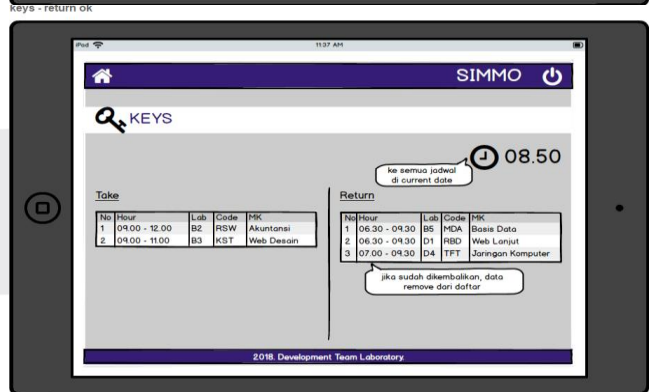 keys - return ok
iPod
11:37 AM
SIMMO
KEYS
08.50
ke semua jadwal
di current date
Take
No Hour Lab Code MK
1 09.00 - 12.00 B2 RSW Akuntansi
2 09.00 - 11.00 B3 KST Web Desain
Return
No Hour Lab Code MK
1 06.30 - 09.30 B5 MDA Basis Data
2 06.30 - 09.30 D1 RBD Web Lanjut
3 07.00 - 09.30 D4 TFT Jaringan Komputer
jika sudah dikembalikan, data
remove dari daftar
2018. Development Team Laboratory.